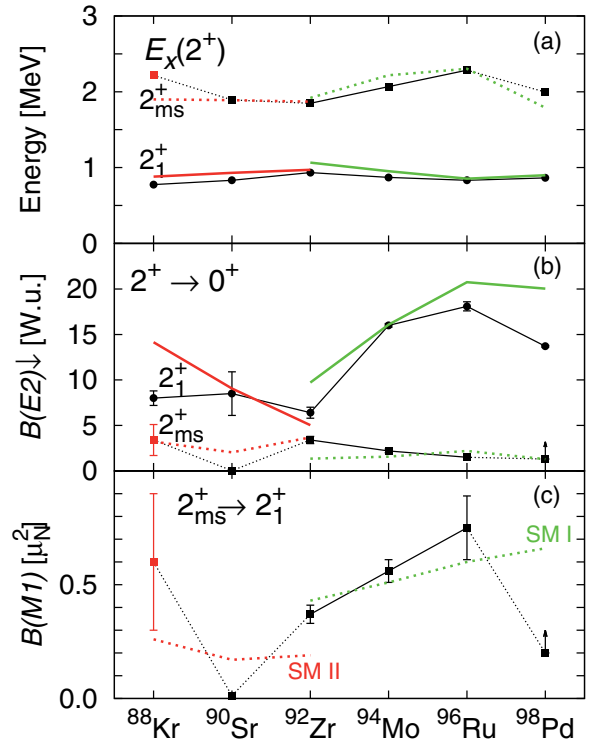 3
E_x(2^+)
(a)
2^+_ms
2
2^+_1
1
0
Energy [MeV]
2^+ → 0^+
(b)
20
15
10
5
0
2^+_1
2^+_ms
B(E2)↓ [W.u.]
2^+_ms → 2^+_1
(c)
SM I
0.5
SM II
0.0
B(M1) [μ_N^2]
^88Kr ^90Sr ^92Zr ^94Mo ^96Ru ^98Pd